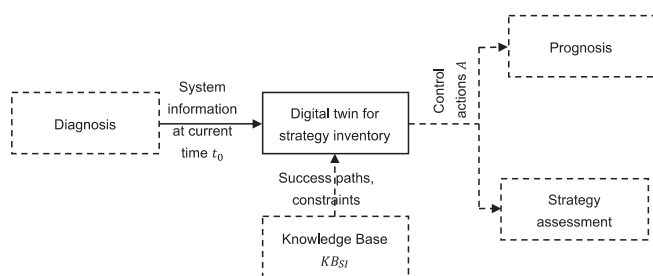 Diagnosis
System
information
at current
time t₀
Digital twin for
strategy inventory
Success paths,
constraints
Knowledge Base
KB_SI
Control
actions A
Prognosis
Strategy
assessment